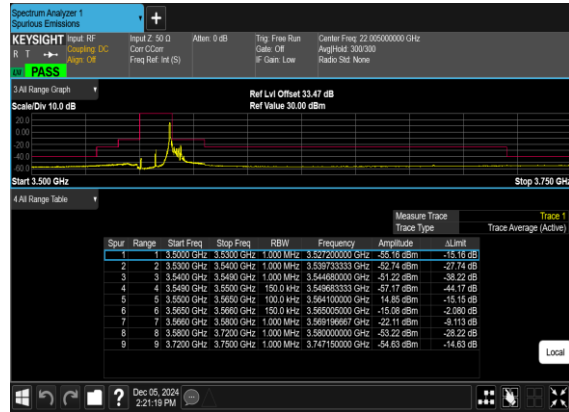 Spectrum Analyzer 1
Spurious Emissions
+
KEYSIGHT Input: RF Input Z: 50 Ω Atten: 0 dB Trig: Free Run Center Freq: 22.005000000 GHz
R T Coupling: DC Corr CCorr Gate: Off Avg|Hold: 300/300
Align: Off Freq Ref: Int (S) IF Gain: Low Radio Std: None
LXI PASS
3 All Range Graph Ref Lvl Offset 33.47 dB
Scale/Div 10.0 dB Ref Value 30.00 dBm
20.0
0.00
-20.0
-40.0
-60.0
Start 3.500 GHz Stop 3.750 GHz
4 All Range Table
Measure Trace Trace 1
Trace Type Trace Average (Active)
Spur Range Start Freq Stop Freq RBW Frequency Amplitude ΔLimit
1 1 3.5000 GHz 3.5300 GHz 1.000 MHz 3.527200000 GHz -55.16 dBm -15.16 dB
2 2 3.5300 GHz 3.5400 GHz 1.000 MHz 3.539733333 GHz -52.74 dBm -27.74 dB
3 3 3.5400 GHz 3.5490 GHz 1.000 MHz 3.544680000 GHz -51.22 dBm -38.22 dB
4 4 3.5490 GHz 3.5500 GHz 150.0 kHz 3.549683333 GHz -57.17 dBm -44.17 dB
5 5 3.5500 GHz 3.5650 GHz 100.0 kHz 3.564100000 GHz 14.85 dBm -15.15 dB
6 6 3.5650 GHz 3.5660 GHz 150.0 kHz 3.565005000 GHz -15.08 dBm -2.080 dB
7 7 3.5660 GHz 3.5800 GHz 1.000 MHz 3.569196667 GHz -22.11 dBm -9.113 dB
8 8 3.5800 GHz 3.7200 GHz 1.000 MHz 3.580000000 GHz -53.22 dBm -28.22 dB
9 9 3.7200 GHz 3.7500 GHz 1.000 MHz 3.747150000 GHz -54.63 dBm -14.63 dB
Local
? Dec 05, 2024
2:21:19 PM